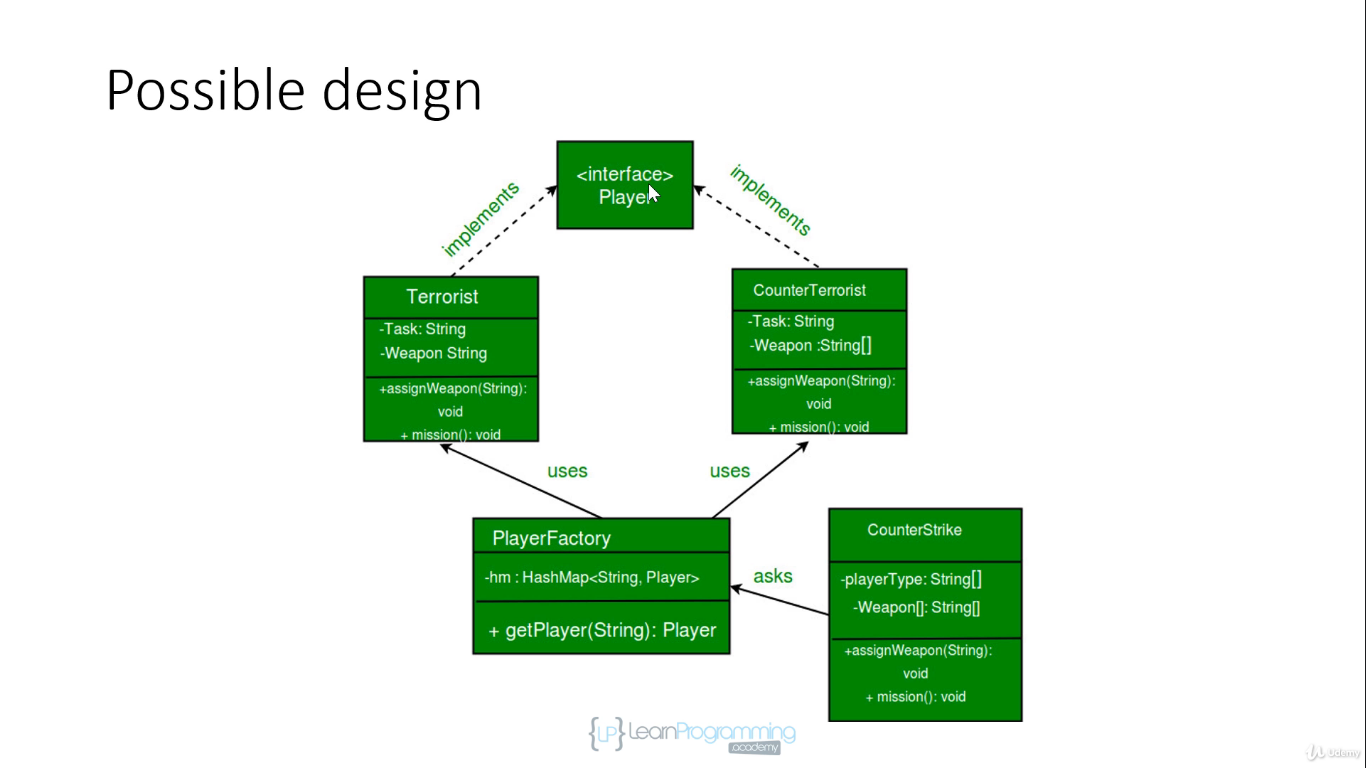 Possible design
<interface>
Player
implements
implements
Terrorist
-Task: String
-Weapon String
+assignWeapon(String):
void
+ mission(): void
CounterTerrorist
-Task: String
-Weapon :String[]
+assignWeapon(String):
void
+ mission(): void
uses
uses
PlayerFactory
-hm : HashMap<String, Player>
+ getPlayer(String): Player
asks
CounterStrike
-playerType: String[]
-Weapon[]: String[]
+assignWeapon(String):
void
+ mission(): void
{LP} LearnProgramming
.academy
Udemy